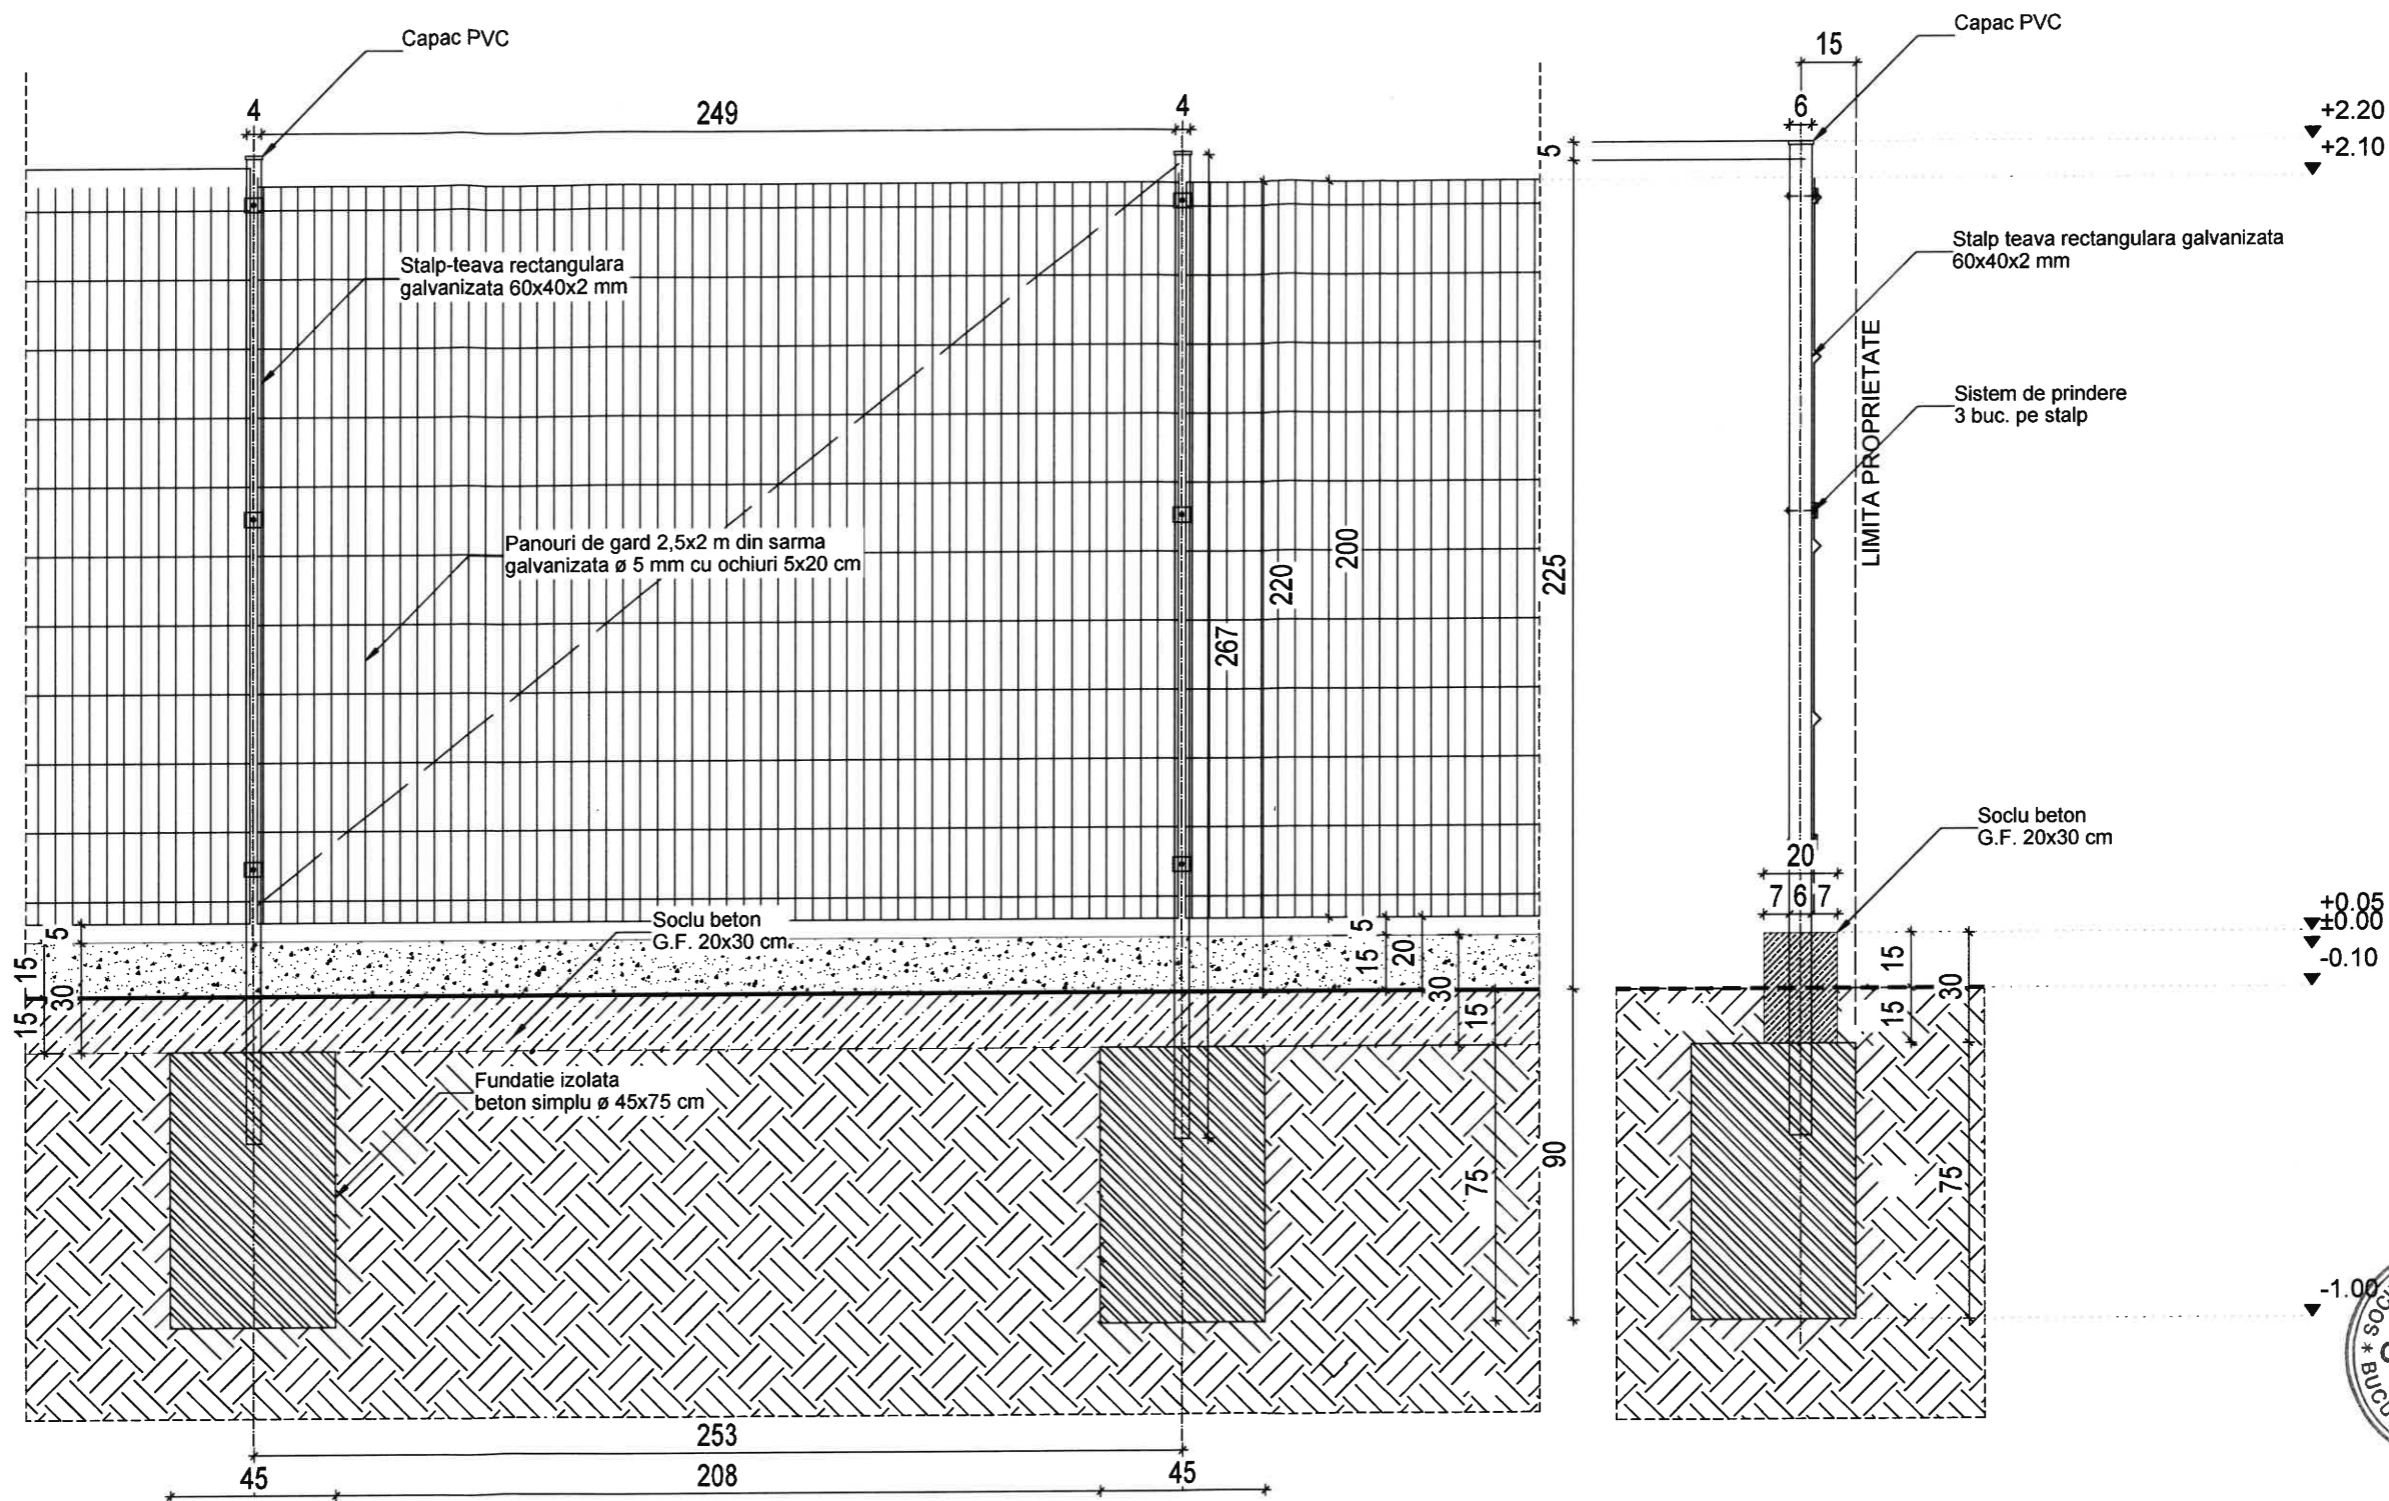 Capac PVC
4
249
4
Stalp-teava rectangulara
galvanizata 60x40x2 mm
Panouri de gard 2,5x2 m din sarma
galvanizata ø 5 mm cu ochiuri 5x20 cm
267
220
200
Soclu beton
G.F. 20x30 cm
5
15
30
15
5
15
20
30
15
75
Fundatie izolata
beton simplu ø 45x75 cm
253
45
208
45
5
225
90
Capac PVC
15
6
Stalp teava rectangulara galvanizata
60x40x2 mm
LIMITA PROPRIETATE
Sistem de prindere
3 buc. pe stalp
Soclu beton
G.F. 20x30 cm
20
7 6 7
15
15
30
75
+2.20
+2.10
+0.05
±0.00
-0.10
-1.00